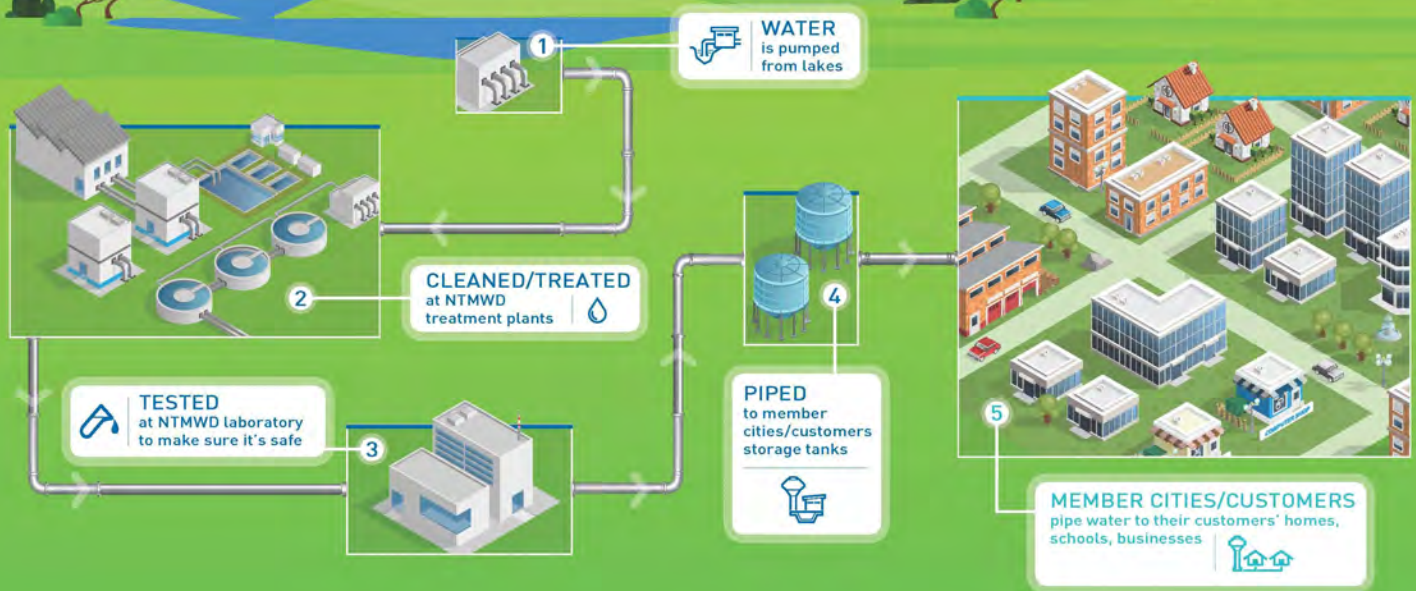 1
WATER
is pumped
from lakes
2
CLEANED/TREATED
at NTMWD
treatment plants
3
TESTED
at NTMWD laboratory
to make sure it's safe
4
PIPED
to member
cities/customers
storage tanks
5
MEMBER CITIES/CUSTOMERS
pipe water to their customers' homes,
schools, businesses
COMPUTER SHOP